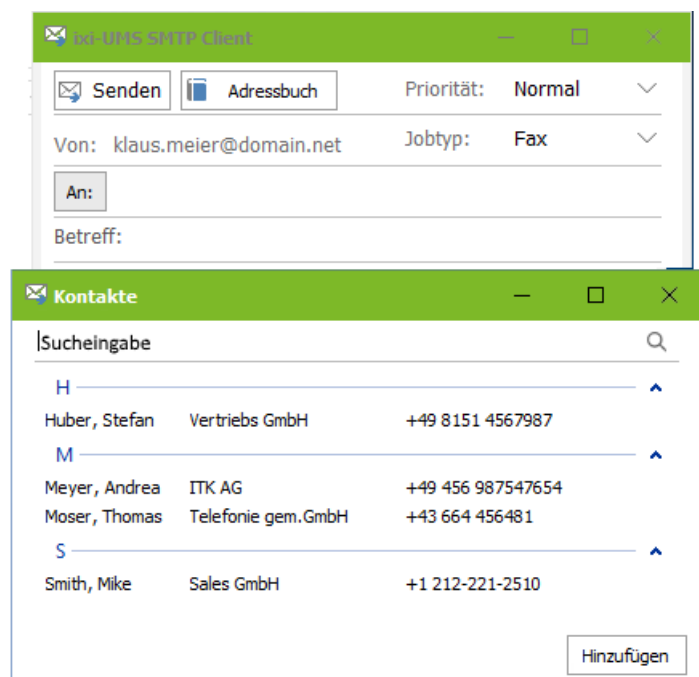 ixi-UMS SMTP Client
Senden Adressbuch Priorität: Normal
Von: klaus.meier@domain.net Jobtyp: Fax
An:
Betreff:
Kontakte
Sucheingabe
H
Huber, Stefan Vertriebs GmbH +49 8151 4567987
M
Meyer, Andrea ITK AG +49 456 987547654
Moser, Thomas Telefonie gem.GmbH +43 664 456481
S
Smith, Mike Sales GmbH +1 212-221-2510
Hinzufügen